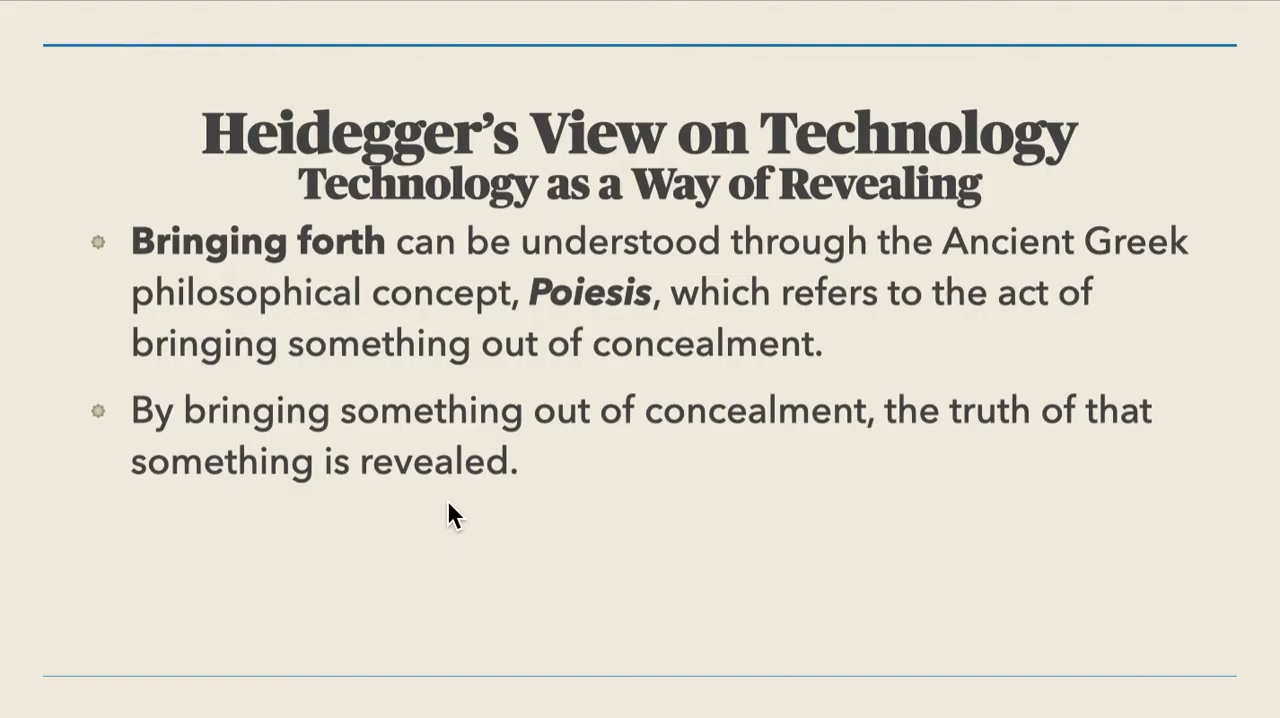 Heidegger’s View on Technology
Technology as a Way of Revealing
Bringing forth can be understood through the Ancient Greek
philosophical concept, Poiesis, which refers to the act of
bringing something out of concealment.
By bringing something out of concealment, the truth of that
something is revealed.